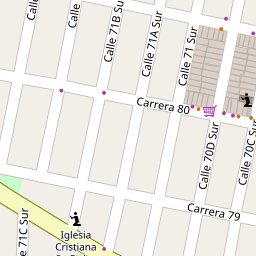 Calle
Calle 71B Sur
Calle 71A Sur
Calle 71 Sur
Carrera 80
Calle 70D Sur
Calle 70C Sur
Carrera 79
Calle 71C Sur
Iglesia
Cristiana